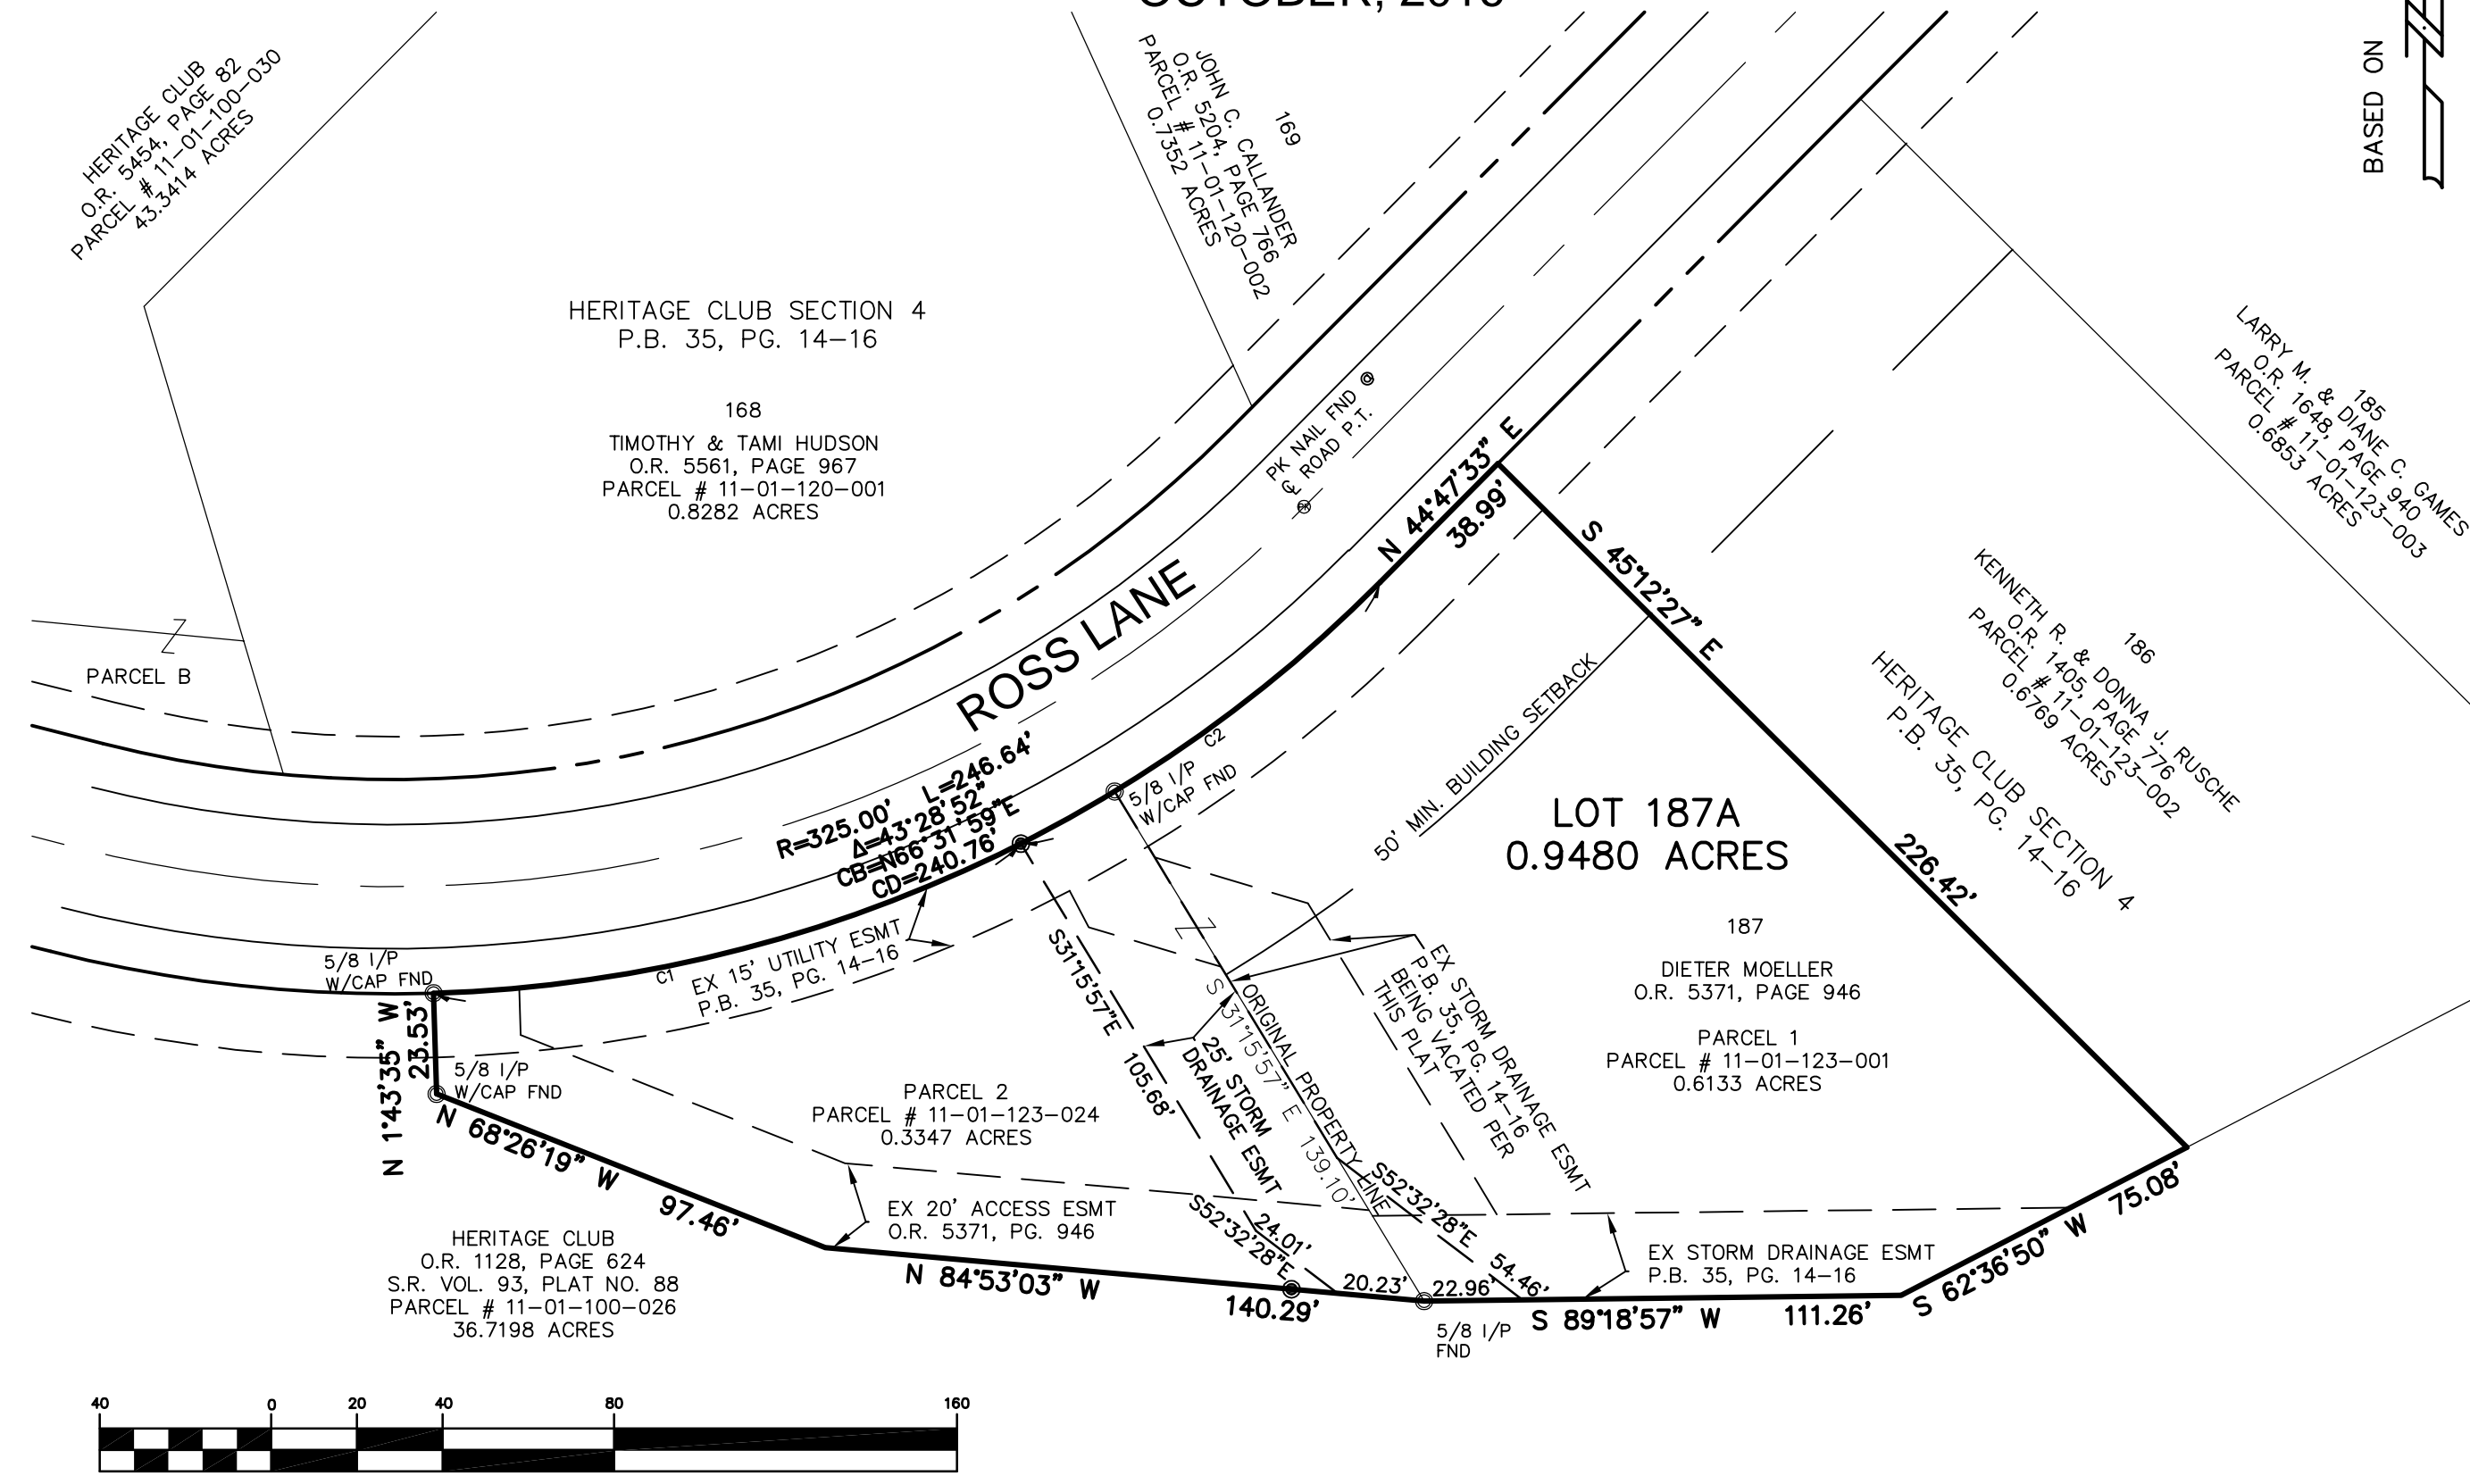 BASED ON
HERITAGE CLUB
O.R. 5454, PAGE 82
PARCEL # 11-01-100-030
43.3414 ACRES
169
JOHN C. CALLANDER
O.R. 5204, PAGE 766
PARCEL # 11-01-120-002
0.7352 ACRES
HERITAGE CLUB SECTION 4
P.B. 35, PG. 14-16
168
TIMOTHY & TAMI HUDSON
O.R. 5561, PAGE 967
PARCEL # 11-01-120-001
0.8282 ACRES
PK NAIL FND @
℄ ROAD P.T.
PK
185
LARRY M. & DIANE C. GAMES
O.R. 1648, PAGE 940
PARCEL # 11-01-123-003
0.6853 ACRES
N 44°47'33" E
38.99'
S 45°12'27" E
226.42'
186
KENNETH R. & DONNA J. RUSCHE
O.R. 1405, PAGE 776
PARCEL # 11-01-123-002
0.6769 ACRES
HERITAGE CLUB SECTION 4
P.B. 35, PG. 14-16
PARCEL B
ROSS LANE
R=325.00' L=246.64'
Δ=43°28'52"
CB=N66°31'59"E
CD=240.76'
C2
5/8 I/P
W/CAP FND
50' MIN. BUILDING SETBACK
LOT 187A
0.9480 ACRES
187
DIETER MOELLER
O.R. 5371, PAGE 946
PARCEL 1
PARCEL # 11-01-123-001
0.6133 ACRES
5/8 I/P
W/CAP FND
C1
EX 15' UTILITY ESMT
P.B. 35, PG. 14-16
N 1°43'35" W
23.53'
5/8 I/P
W/CAP FND
S31°15'57"E 105.68'
25' STORM
DRAINAGE ESMT
ORIGINAL PROPERTY LINE
S 31°15'57" E 139.10'
EX STORM DRAINAGE ESMT
P.B. 35, PG. 14-16
BEING VACATED PER
THIS PLAT
PARCEL 2
PARCEL # 11-01-123-024
0.3347 ACRES
N 68°26'19" W 97.46'
EX 20' ACCESS ESMT
O.R. 5371, PG. 946
24.01'
S52°32'28"E
S52°32'28"E 54.46'
HERITAGE CLUB
O.R. 1128, PAGE 624
S.R. VOL. 93, PLAT NO. 88
PARCEL # 11-01-100-026
36.7198 ACRES
N 84°53'03" W 140.29'
20.23'
22.96'
5/8 I/P
FND
EX STORM DRAINAGE ESMT
P.B. 35, PG. 14-16
S 89°18'57" W 111.26'
S 62°36'50" W 75.08'
40 0 20 40 80 160